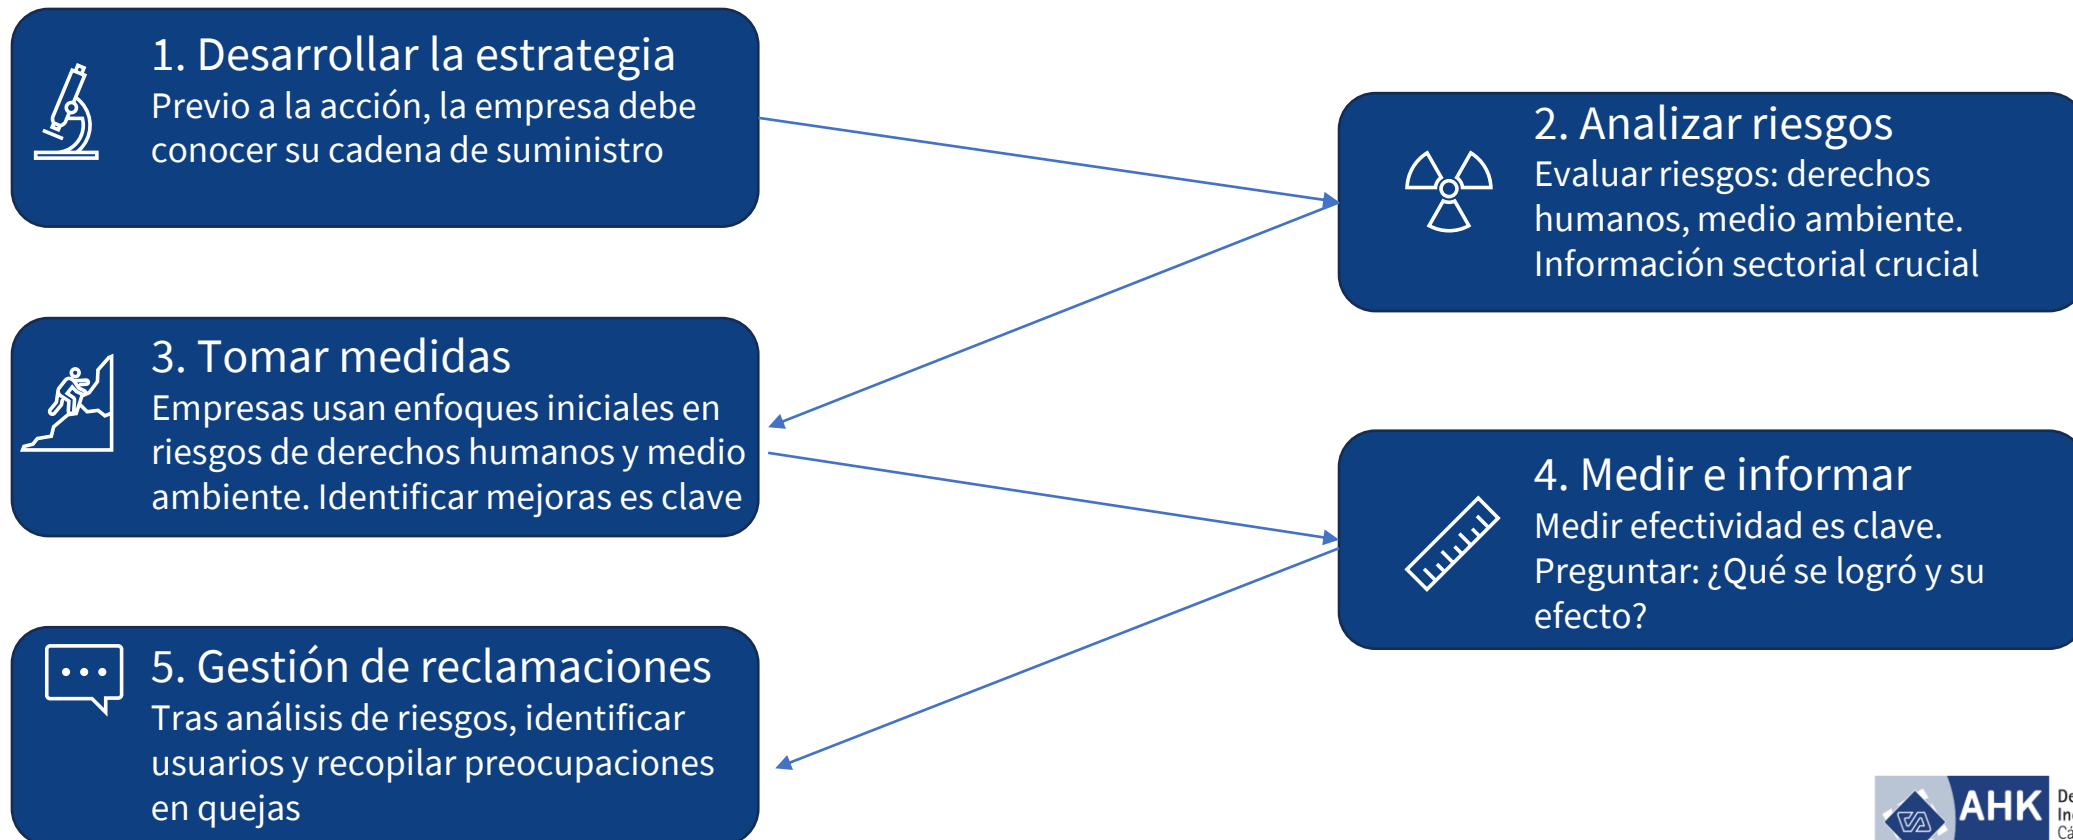 1. Desarrollar la estrategia
Previo a la acción, la empresa debe
conocer su cadena de suministro
2. Analizar riesgos
Evaluar riesgos: derechos
humanos, medio ambiente.
Información sectorial crucial
3. Tomar medidas
Empresas usan enfoques iniciales en
riesgos de derechos humanos y medio
ambiente. Identificar mejoras es clave
4. Medir e informar
Medir efectividad es clave.
Preguntar: ¿Qué se logró y su
efecto?
5. Gestión de reclamaciones
Tras análisis de riesgos, identificar
usuarios y recopilar preocupaciones
en quejas
AHK